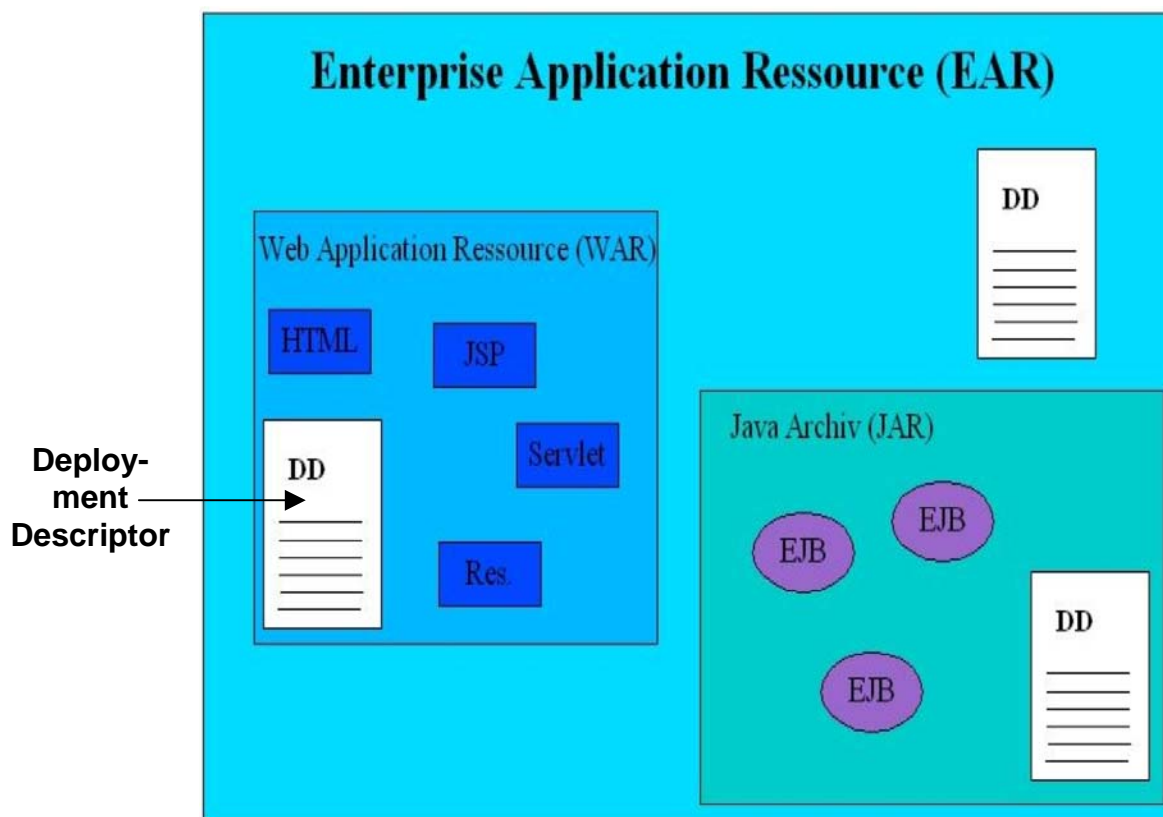 Enterprise Application Ressource (EAR)
DD
Web Application Ressource (WAR)
HTML
JSP
Servlet
DD
Res.
Deploy-
ment
Descriptor
Java Archiv (JAR)
EJB
EJB
EJB
DD